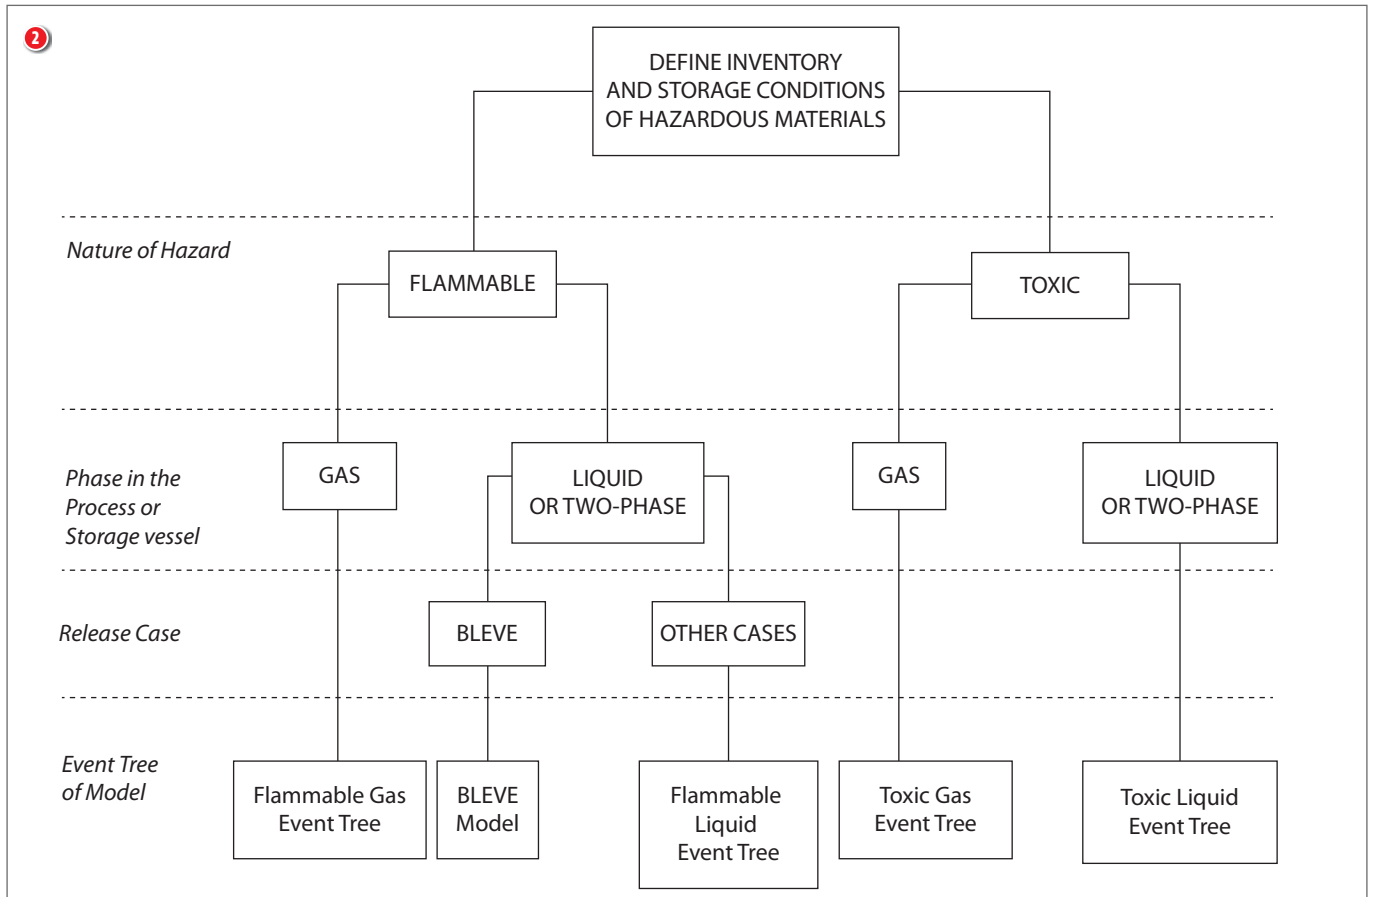 2
DEFINE INVENTORY
AND STORAGE CONDITIONS
OF HAZARDOUS MATERIALS
Nature of Hazard
FLAMMABLE
TOXIC
Phase in the
Process or
Storage vessel
GAS
LIQUID
OR TWO-PHASE
GAS
LIQUID
OR TWO-PHASE
Release Case
BLEVE
OTHER CASES
Event Tree
of Model
Flammable Gas
Event Tree
BLEVE
Model
Flammable
Liquid
Event Tree
Toxic Gas
Event Tree
Toxic Liquid
Event Tree